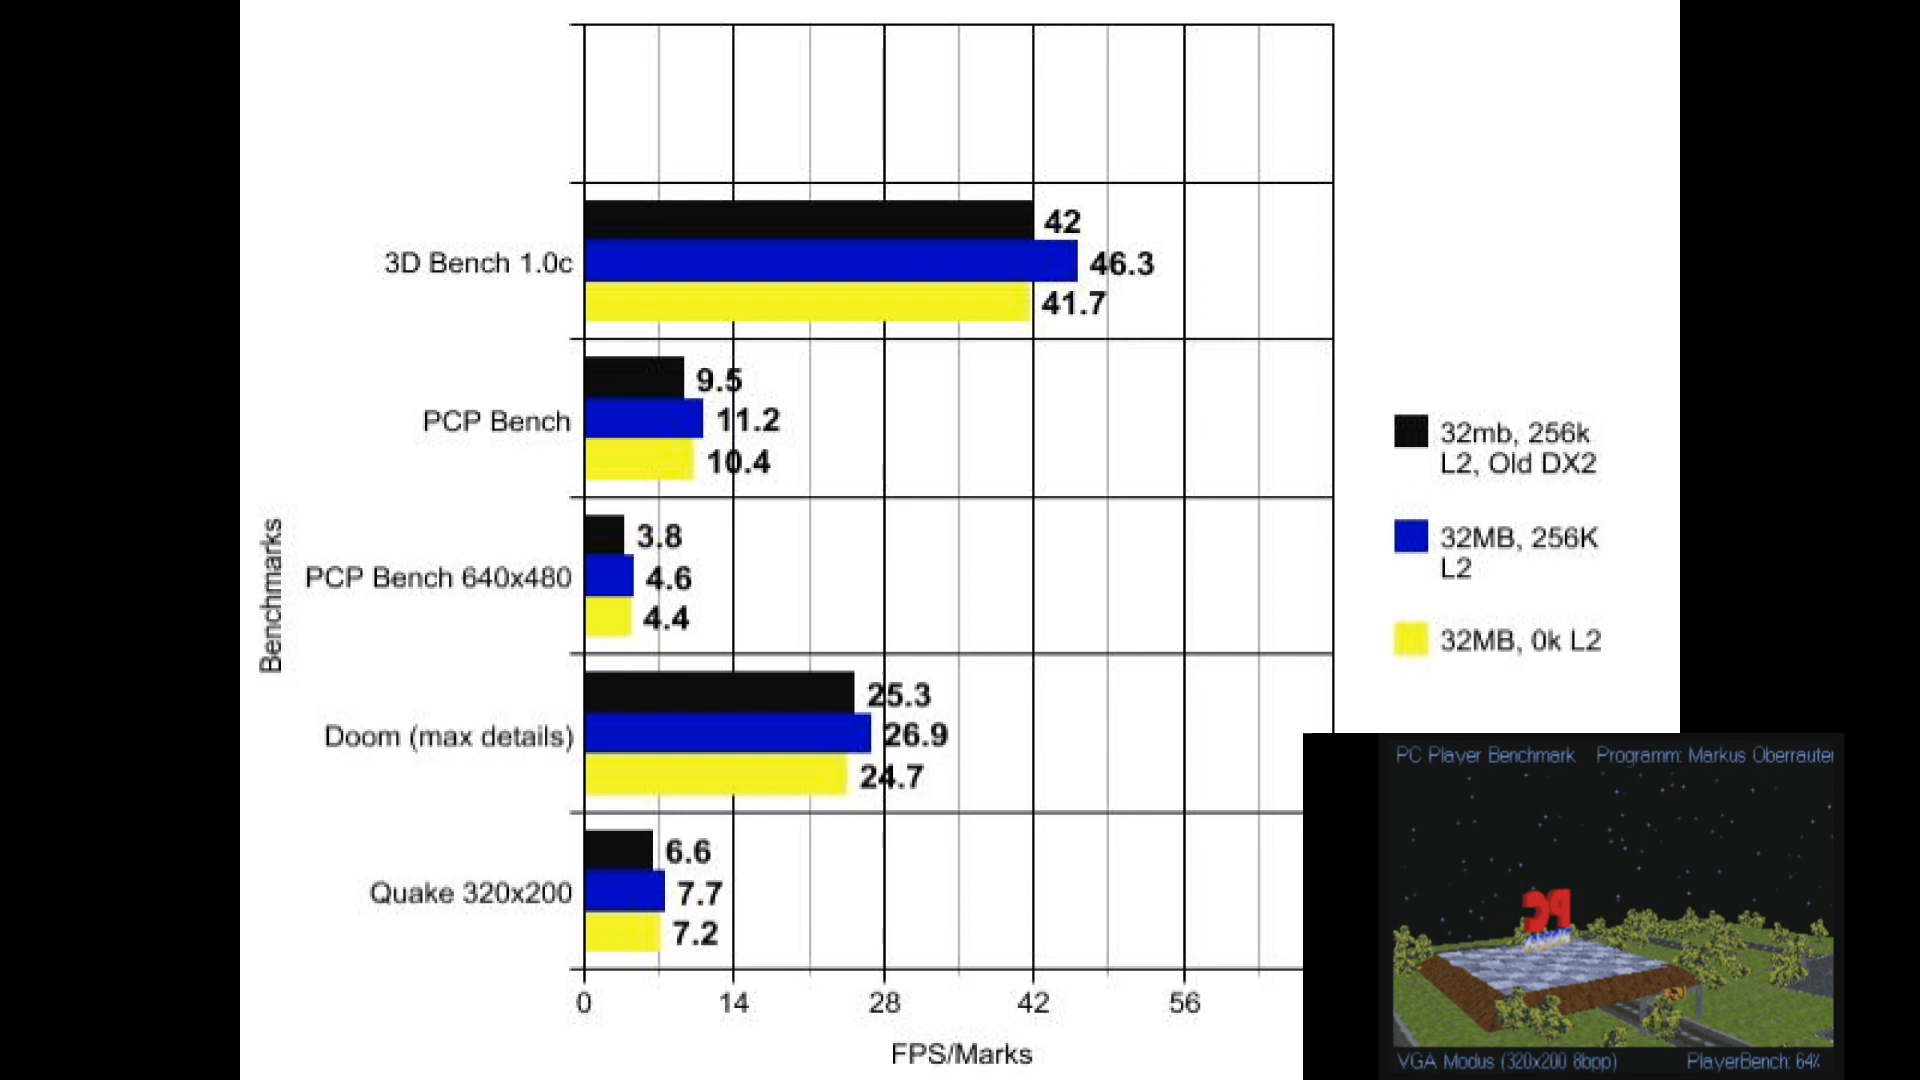 3D Bench 1.0c
42
46.3
41.7
PCP Bench
9.5
11.2
10.4
PCP Bench 640x480
3.8
4.6
4.4
Doom (max details)
25.3
26.9
24.7
Quake 320x200
6.6
7.7
7.2
Benchmarks
0 14 28 42 56
FPS/Marks
32mb, 256k
L2, Old DX2
32MB, 256K
L2
32MB, 0k L2
PC Player Benchmark Programm: Markus Oberrauter
PC
VGA Modus (320x200 8bpp) PlayerBench: 64%